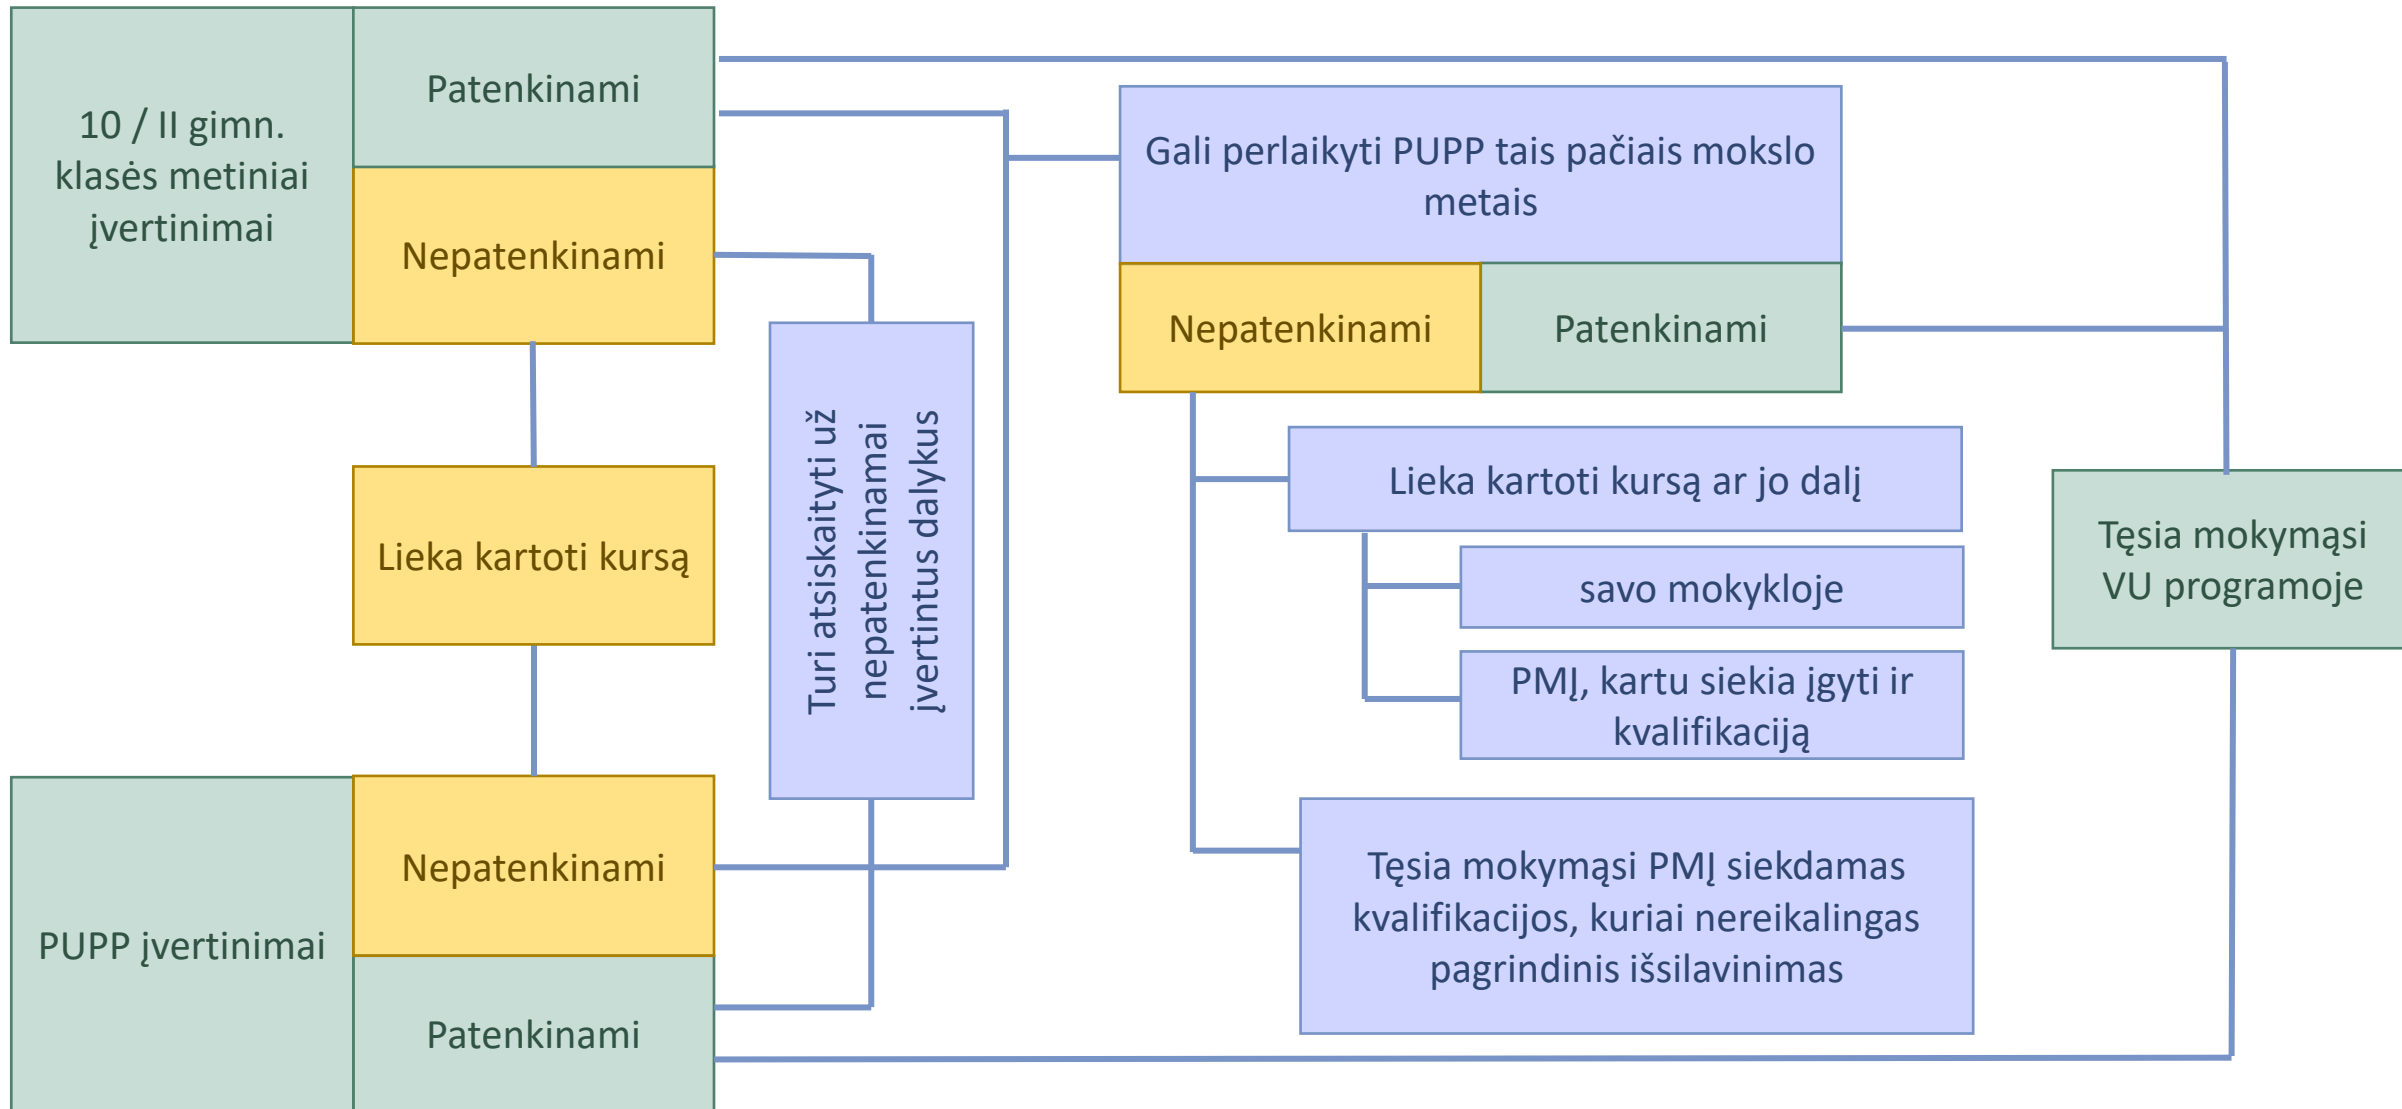 10 / II gimn.
klasės metiniai
įvertinimai
Patenkinami
Nepatenkinami
Lieka kartoti kursą
PUPP įvertinimai
Nepatenkinami
Patenkinami
Turi atsiskaityti už
nepatenkinamai
įvertintus dalykus
Gali perlaikyti PUPP tais pačiais mokslo
metais
Nepatenkinami
Patenkinami
Lieka kartoti kursą ar jo dalį
savo mokykloje
PMĮ, kartu siekia įgyti ir
kvalifikaciją
Tęsia mokymąsi PMĮ siekdamas
kvalifikacijos, kuriai nereikalingas
pagrindinis išsilavinimas
Tęsia mokymąsi
VU programoje